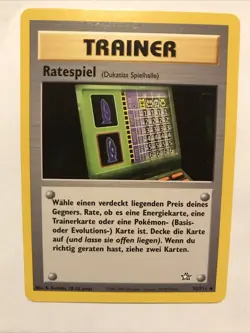 TRAINER
Ratespiel (Dukatias Spielhalle)
Wähle einen verdeckt liegenden Preis deines
Gegners. Rate, ob es eine Energiekarte, eine
Trainerkarte oder eine Pokémon- (Basis-
oder Evolutions-) Karte ist. Decke die Karte
auf (und lasse sie offen liegen). Wenn du
richtig geraten hast, ziehe zwei Karten.